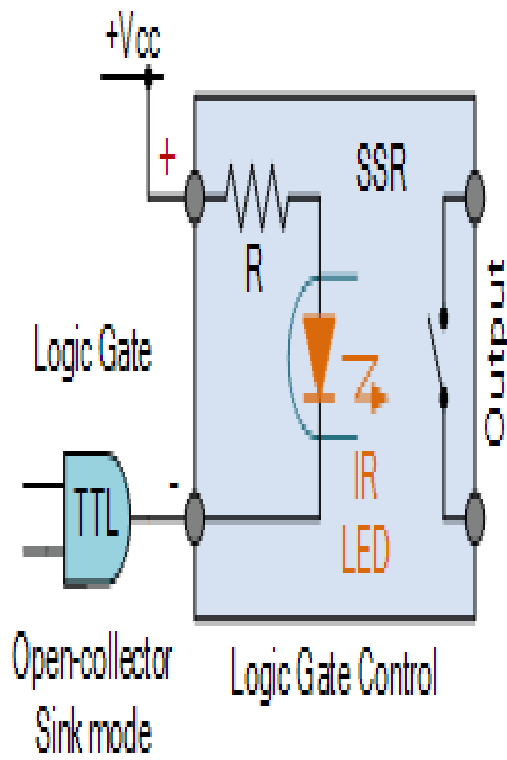 +Vcc
+
SSR
R
Logic Gate
Output
-
TTL
IR
LED
Open-collector
Sink mode
Logic Gate Control